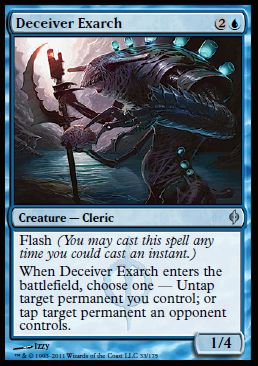 Deceiver Exarch 2
Creature — Cleric
Flash (You may cast this spell any
time you could cast an instant.)
When Deceiver Exarch enters the
battlefield, choose one — Untap
target permanent you control; or
tap target permanent an opponent
controls.
Izzy
™ & © 1993–2011 Wizards of the Coast LLC 33/175
1/4